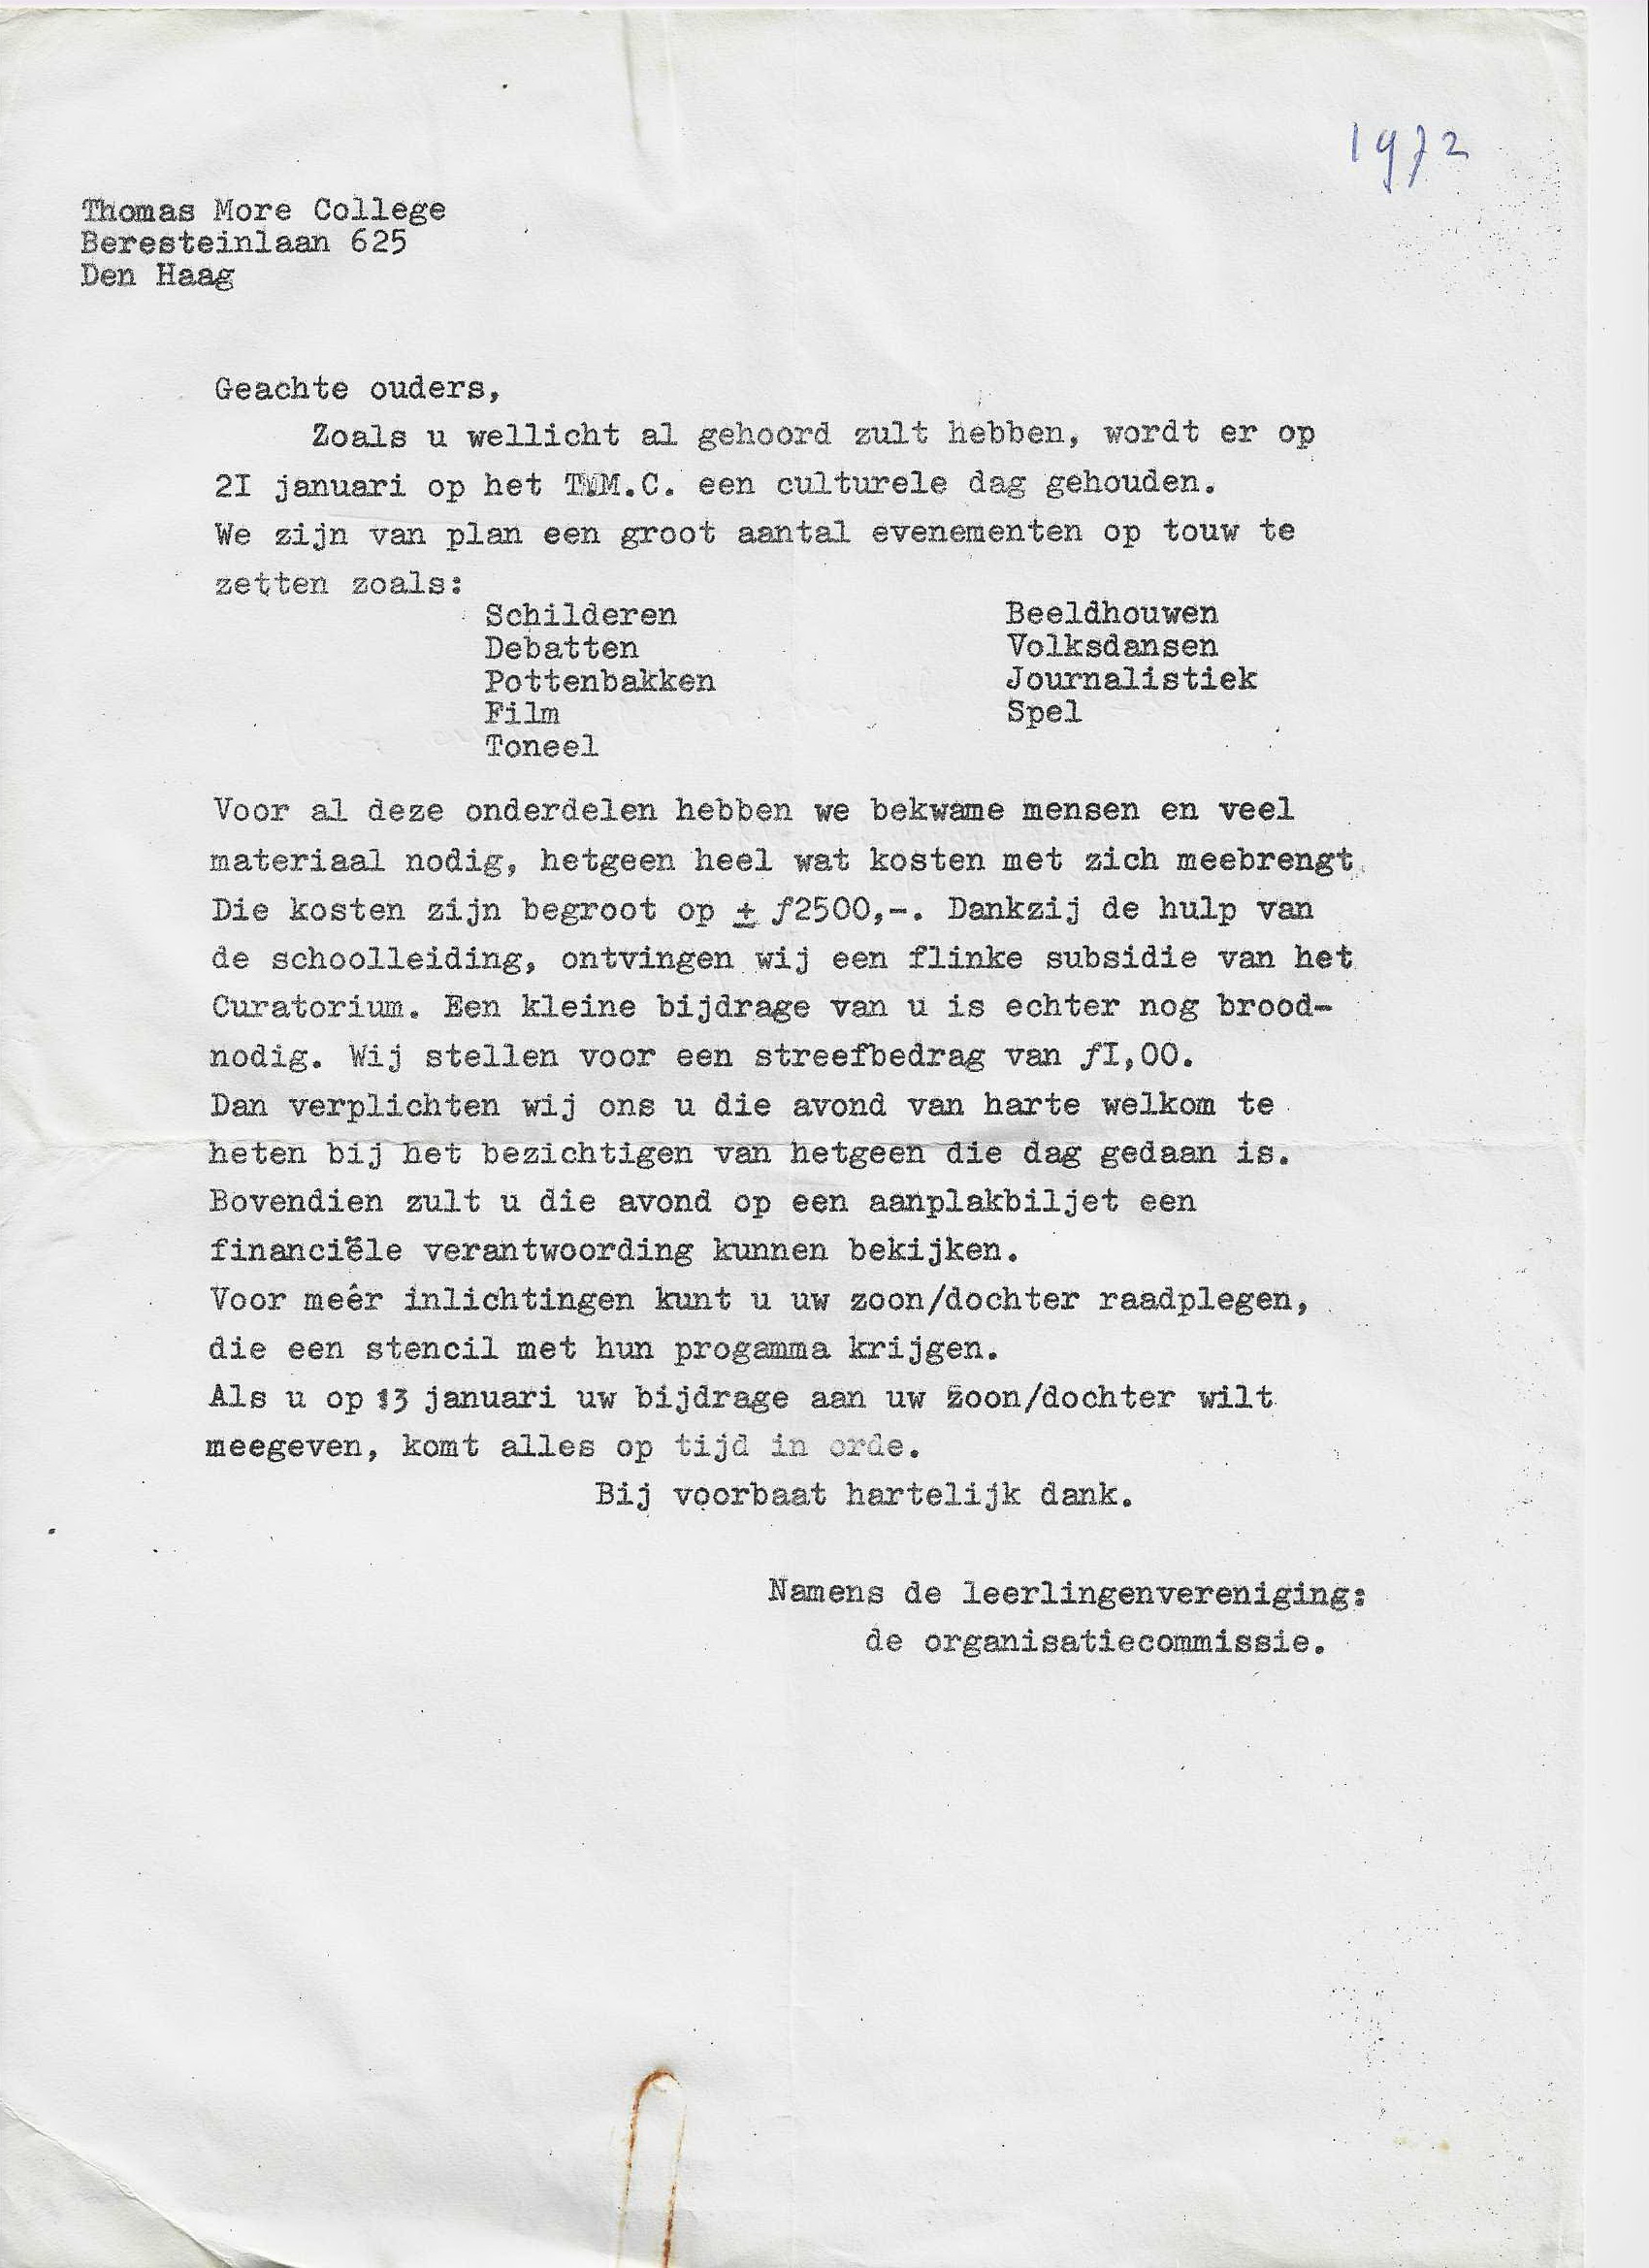 1972
Thomas More College
Beresteinlaan 625
Den Haag
Geachte ouders,
Zoals u wellicht al gehoord zult hebben, wordt er op
2I januari op het T.M.C. een culturele dag gehouden.
We zijn van plan een groot aantal evenementen op touw te
zetten zoals:
Schilderen Beeldhouwen
Debatten Volksdansen
Pottenbakken Journalistiek
Film Spel
Toneel
Voor al deze onderdelen hebben we bekwame mensen en veel
materiaal nodig, hetgeen heel wat kosten met zich meebrengt.
Die kosten zijn begroot op ± ƒ2500,-. Dankzij de hulp van
de schoolleiding, ontvingen wij een flinke subsidie van het
Curatorium. Een kleine bijdrage van u is echter nog brood-
nodig. Wij stellen voor een streefbedrag van ƒI,00.
Dan verplichten wij ons u die avond van harte welkom te
heten bij het bezichtigen van hetgeen die dag gedaan is.
Bovendien zult u die avond op een aanplakbiljet een
financiële verantwoording kunnen bekijken.
Voor meêr inlichtingen kunt u uw zoon/dochter raadplegen,
die een stencil met hun progamma krijgen.
Als u op 13 januari uw bijdrage aan uw zoon/dochter wilt
meegeven, komt alles op tijd in orde.
Bij voorbaat hartelijk dank.
Namens de leerlingenvereniging:
de organisatiecommissie.